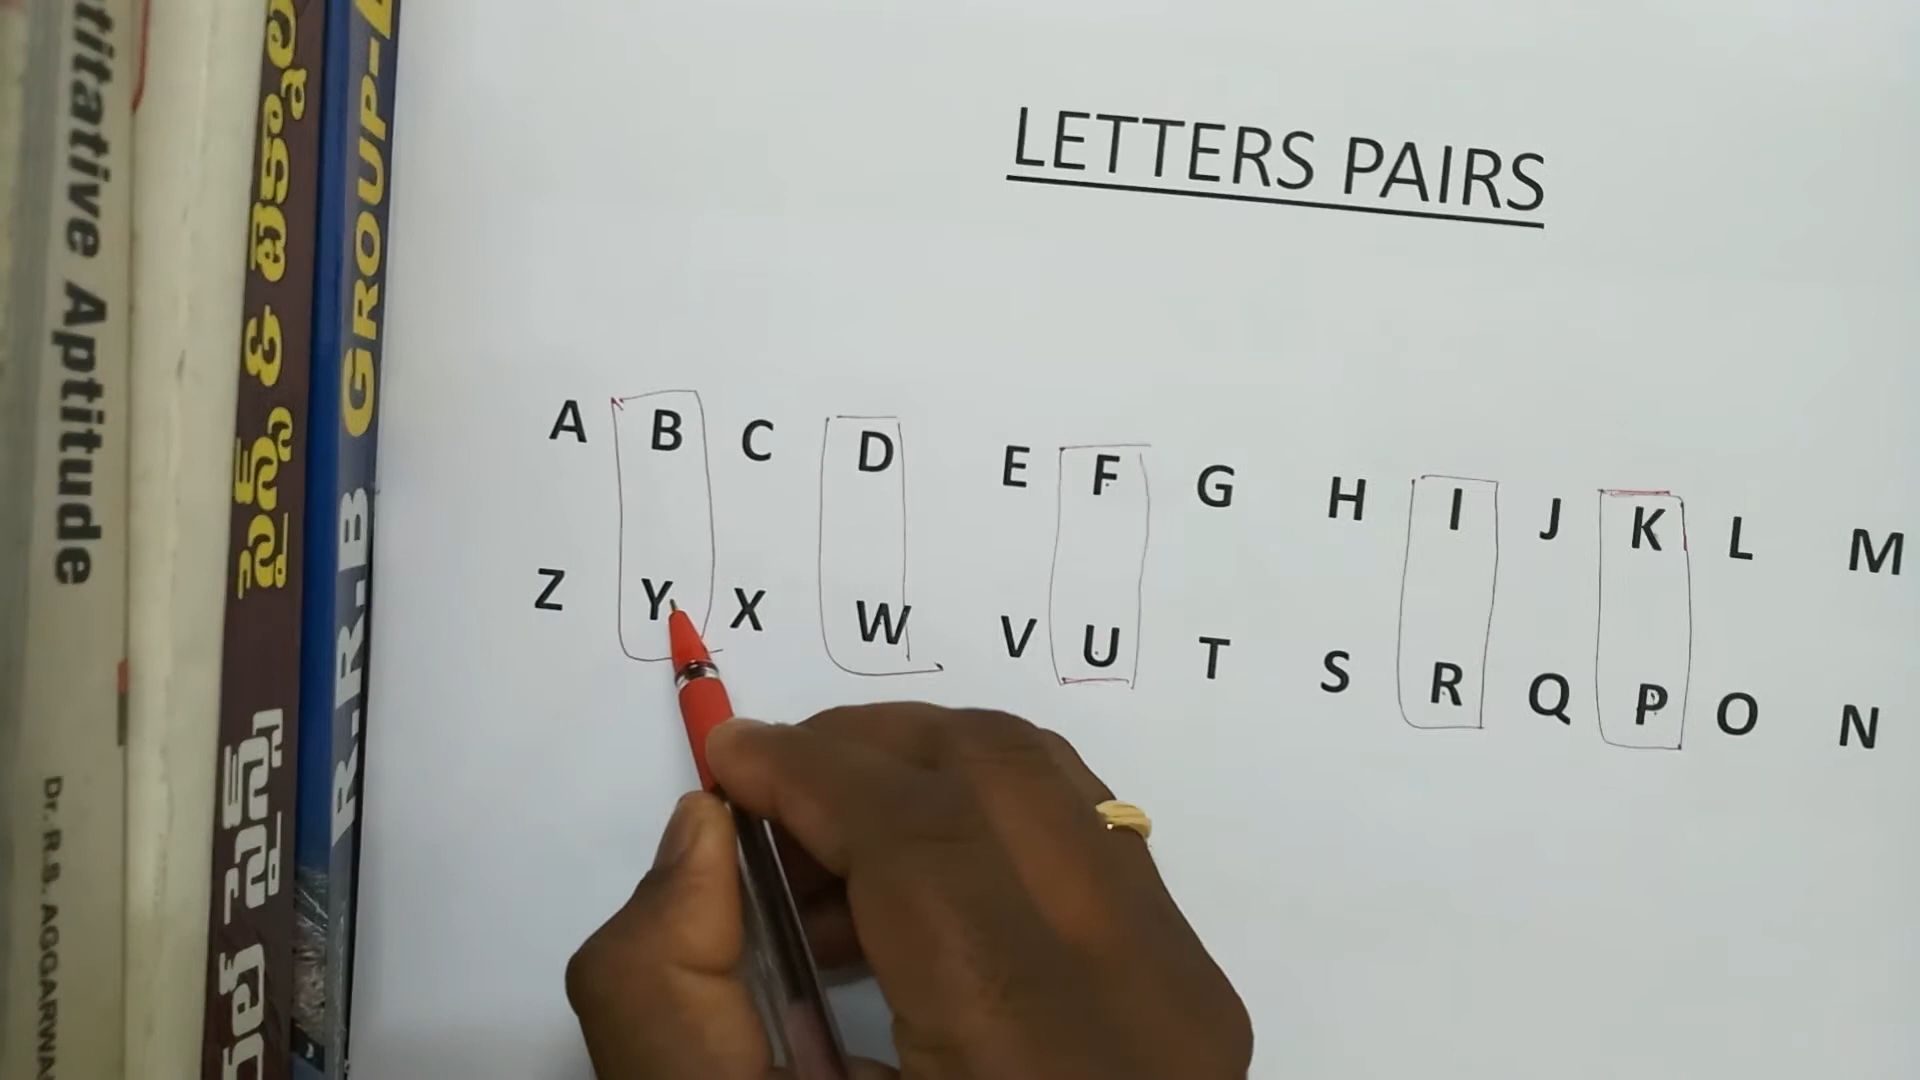 titative Aptitude
Dr. R.S. AGGARWA
సైన్స్ & టెక్నాల
R.R.B GROUP-
LETTERS PAIRS
A B C D E F G H I J K L M
Z Y X W V U T S R Q P O N